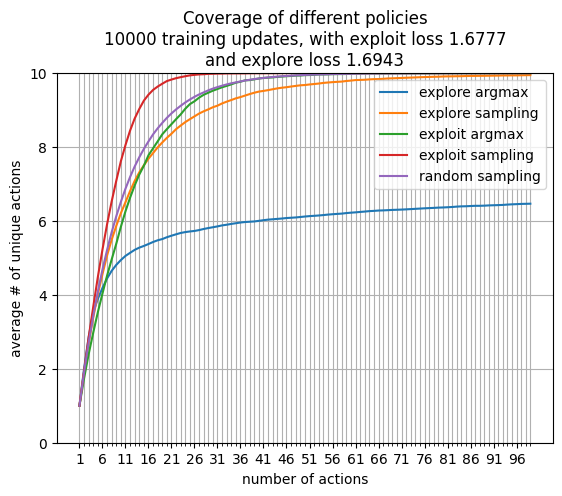 Coverage of different policies
10000 training updates, with exploit loss 1.6777
and explore loss 1.6943
10
8
6
4
2
0
average # of unique actions
explore argmax
explore sampling
exploit argmax
exploit sampling
random sampling
1 6 11 16 21 26 31 36 41 46 51 56 61 66 71 76 81 86 91 96
number of actions